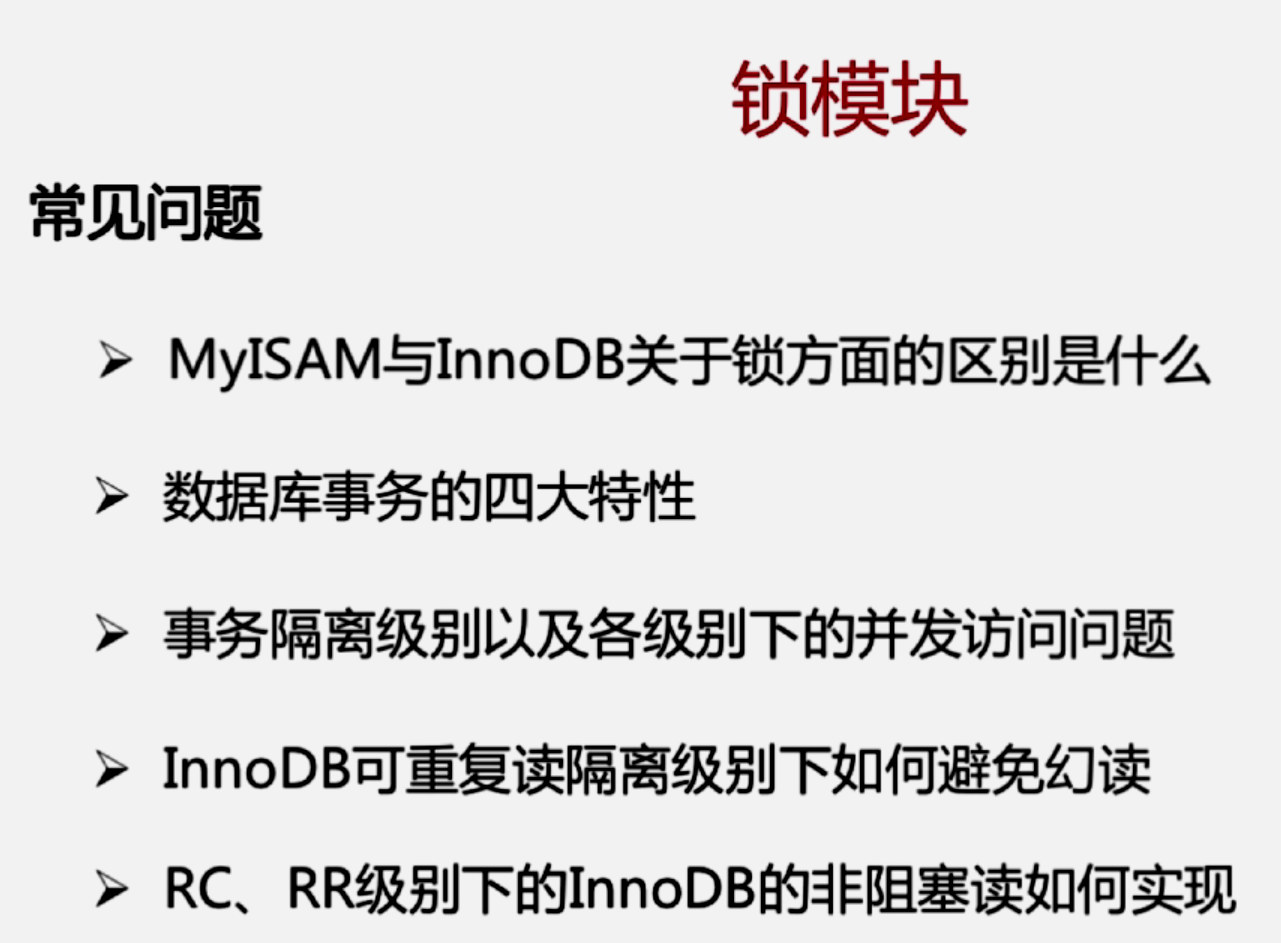 锁模块
常见问题
MyISAM与InnoDB关于锁方面的区别是什么
数据库事务的四大特性
事务隔离级别以及各级别下的并发访问问题
InnoDB可重复读隔离级别下如何避免幻读
RC、RR级别下的InnoDB的非阻塞读如何实现